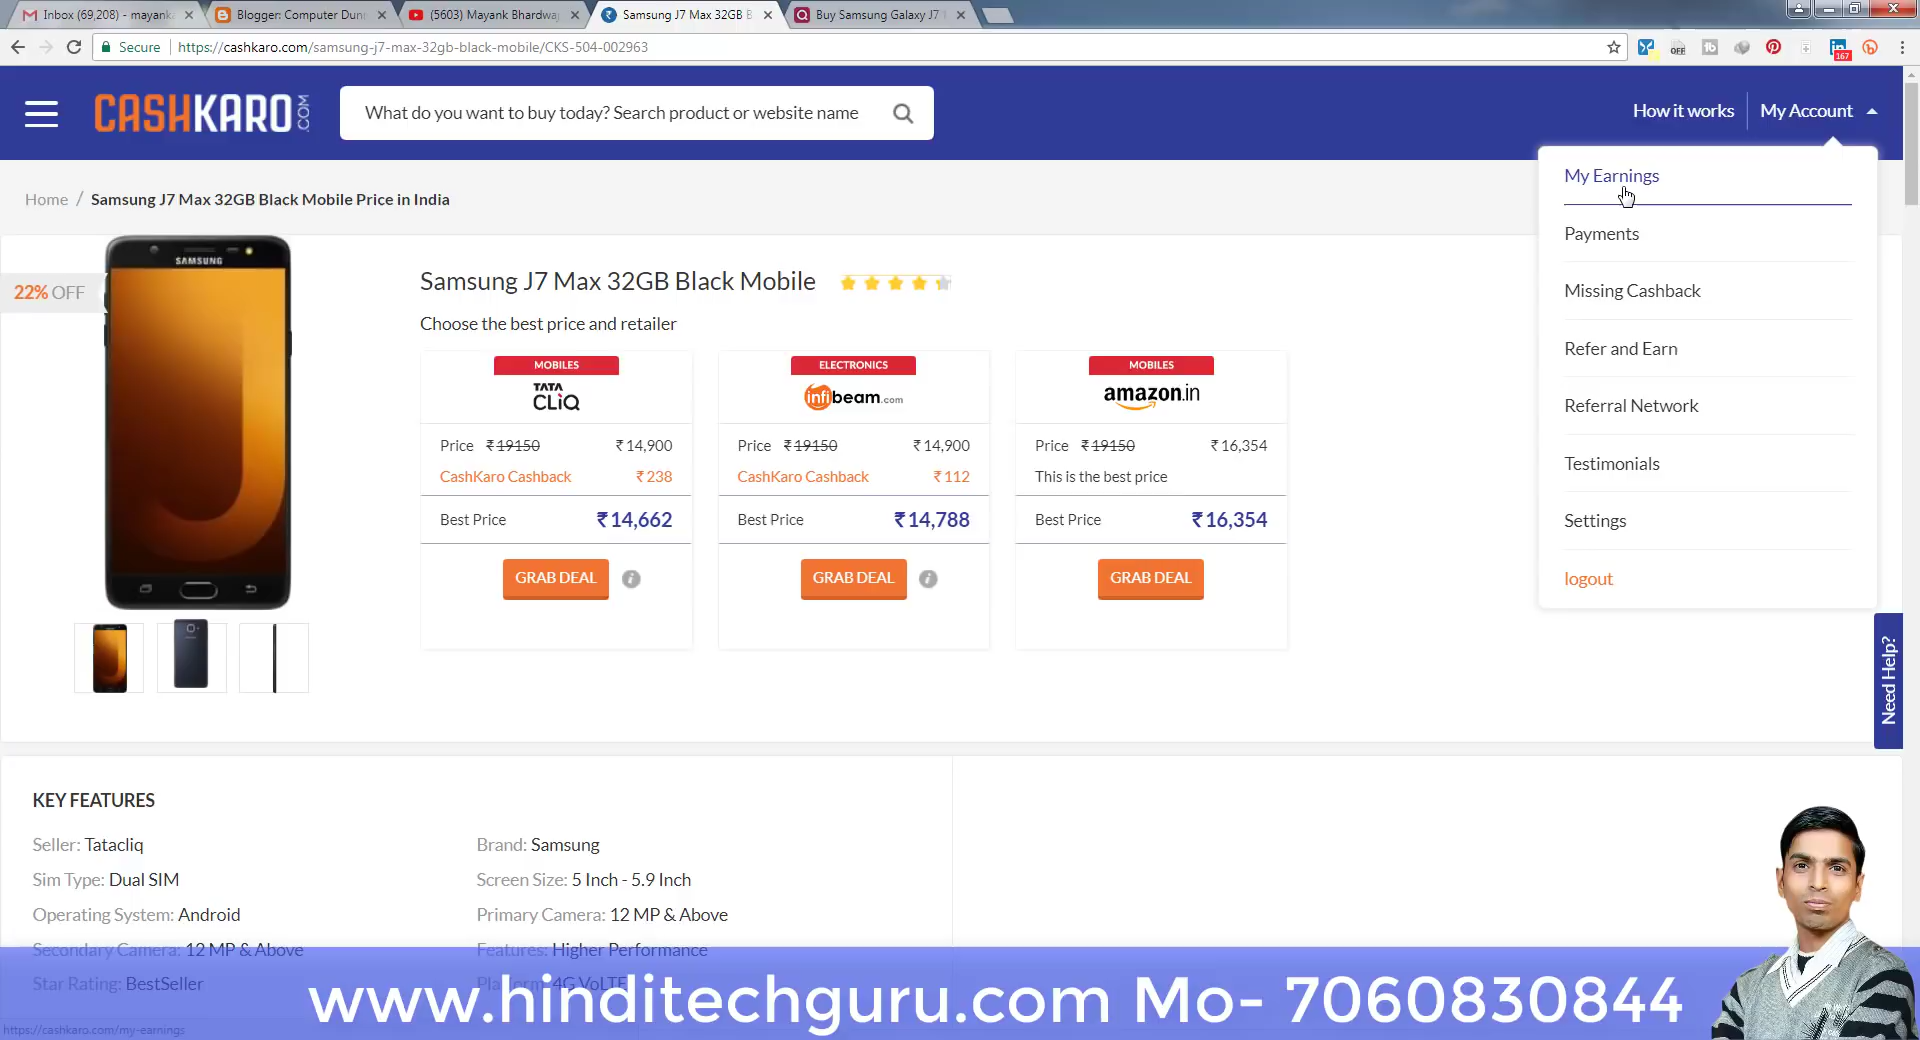 Inbox (69,208) - mayank
Blogger: Computer Dun
(5603) Mayank Bhardwa
Samsung J7 Max 32GB B
Buy Samsung Galaxy J7
Secure
https://cashkaro.com/samsung-j7-max-32gb-black-mobile/CKS-504-002963
OFF
167
CASHKARO.COM
What do you want to buy today? Search product or website name
How it works
My Account
My Earnings
Payments
Missing Cashback
Refer and Earn
Referral Network
Testimonials
Settings
logout
Home / Samsung J7 Max 32GB Black Mobile Price in India
22% OFF
SAMSUNG
Samsung J7 Max 32GB Black Mobile
Choose the best price and retailer
MOBILES
TATA
CLiQ
Price ₹19150 ₹14,900
CashKaro Cashback ₹238
Best Price ₹14,662
GRAB DEAL
ELECTRONICS
infibeam.com
Price ₹19150 ₹14,900
CashKaro Cashback ₹112
Best Price ₹14,788
GRAB DEAL
MOBILES
amazon.in
Price ₹19150 ₹16,354
This is the best price
Best Price ₹16,354
GRAB DEAL
Need Help?
KEY FEATURES
Seller: Tatacliq
Brand: Samsung
Sim Type: Dual SIM
Screen Size: 5 Inch - 5.9 Inch
Operating System: Android
Primary Camera: 12 MP & Above
Secondary Camera: 12 MP & Above
Features: Higher Performance
Star Rating: BestSeller
Platform: 4G VoLTE
www.hinditechguru.com Mo- 7060830844
https://cashkaro.com/my-earnings